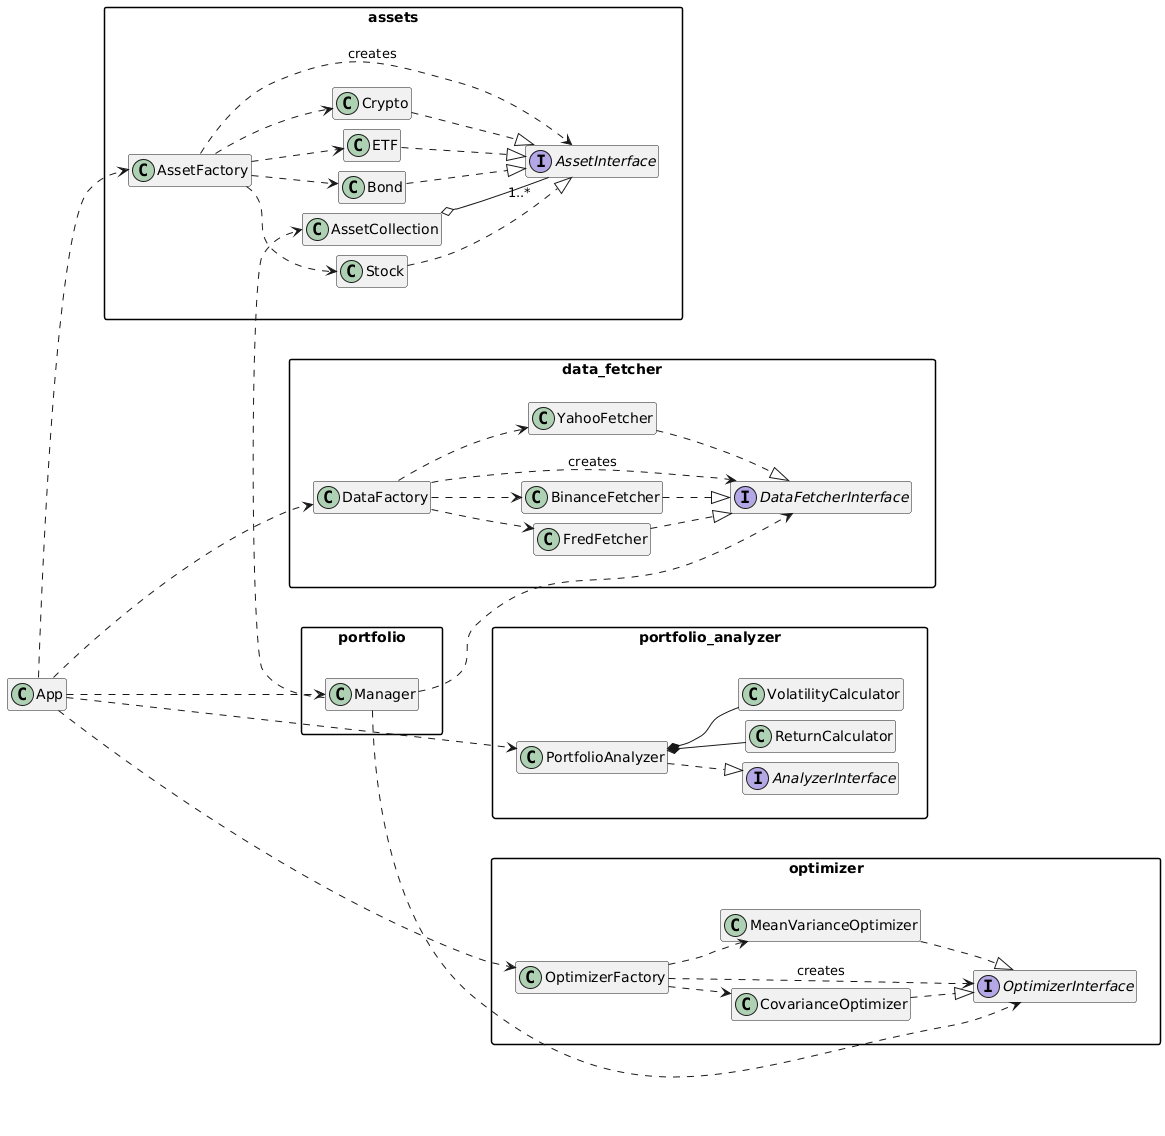 assets
creates
C Crypto
C ETF
C AssetFactory
I AssetInterface
C Bond
1..*
C AssetCollection
C Stock
data_fetcher
C YahooFetcher
creates
C DataFactory
C BinanceFetcher
I DataFetcherInterface
C FredFetcher
portfolio
portfolio_analyzer
C App
C Manager
C VolatilityCalculator
C ReturnCalculator
C PortfolioAnalyzer
I AnalyzerInterface
optimizer
C MeanVarianceOptimizer
creates
C OptimizerFactory
I OptimizerInterface
C CovarianceOptimizer